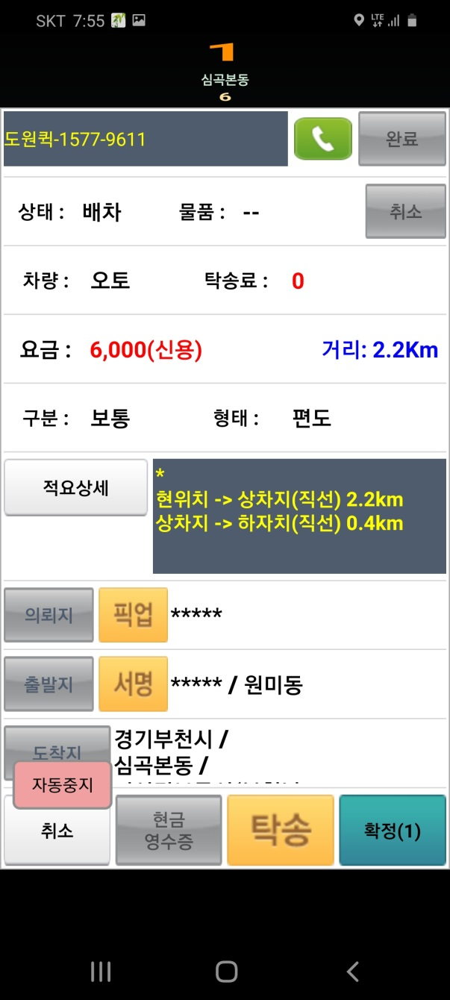 SKT 7:55
LTE
1
심곡본동
6
도원퀵-1577-9611
완료
상태 : 배차 물품 : --
취소
차량 : 오토 탁송료 : 0
요금 : 6,000(신용) 거리: 2.2Km
구분 : 보통 형태 : 편도
적요상세
*
현위치 -> 상차지(직선) 2.2km
상차지 -> 하자치(직선) 0.4km
의뢰지 픽업 *****
출발지 서명 ***** / 원미동
도착지 경기부천시 /
심곡본동 /
자동중지
취소 현금 영수증 탁송 확정(1)